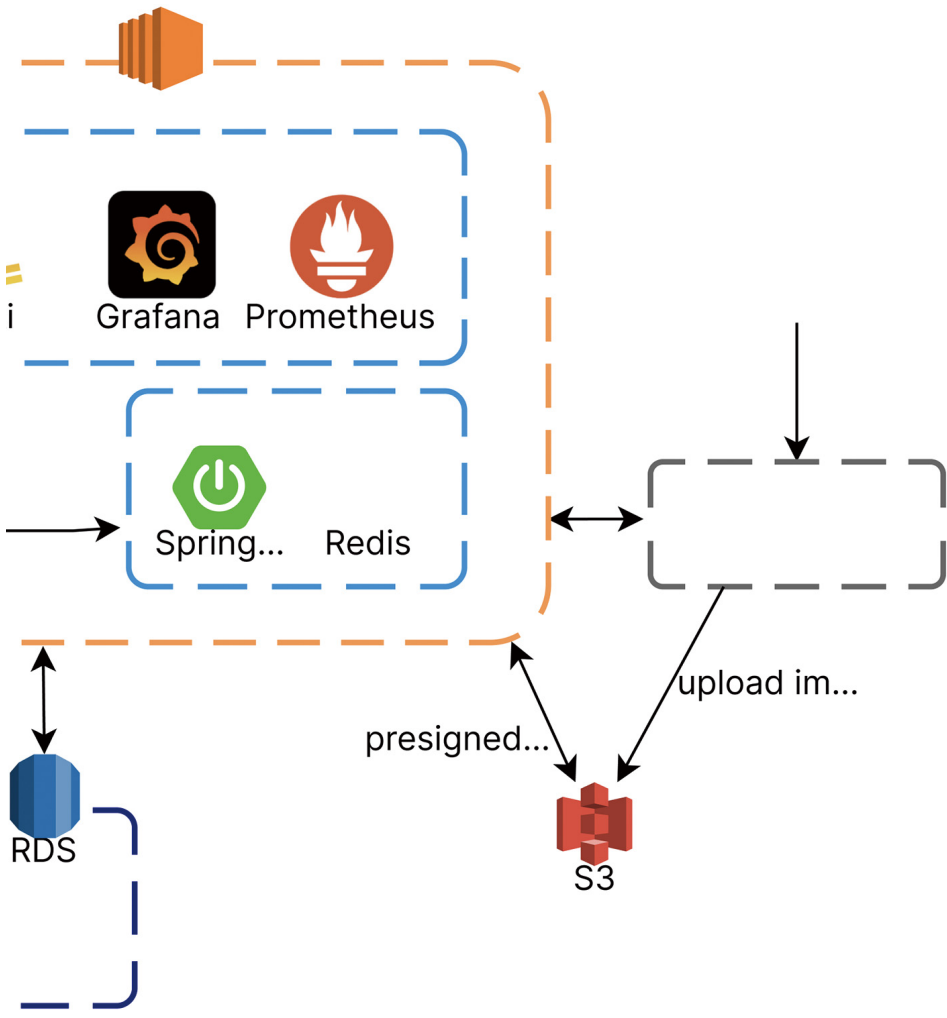 i
Grafana
Prometheus
Spring...
Redis
upload im...
presigned...
RDS
S3